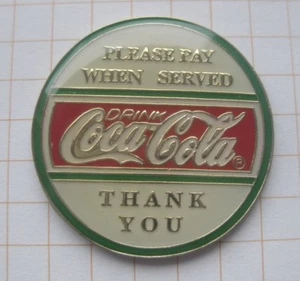 PLEASE PAY
WHEN SERVED
DRINK
Coca-Cola®
THANK
YOU